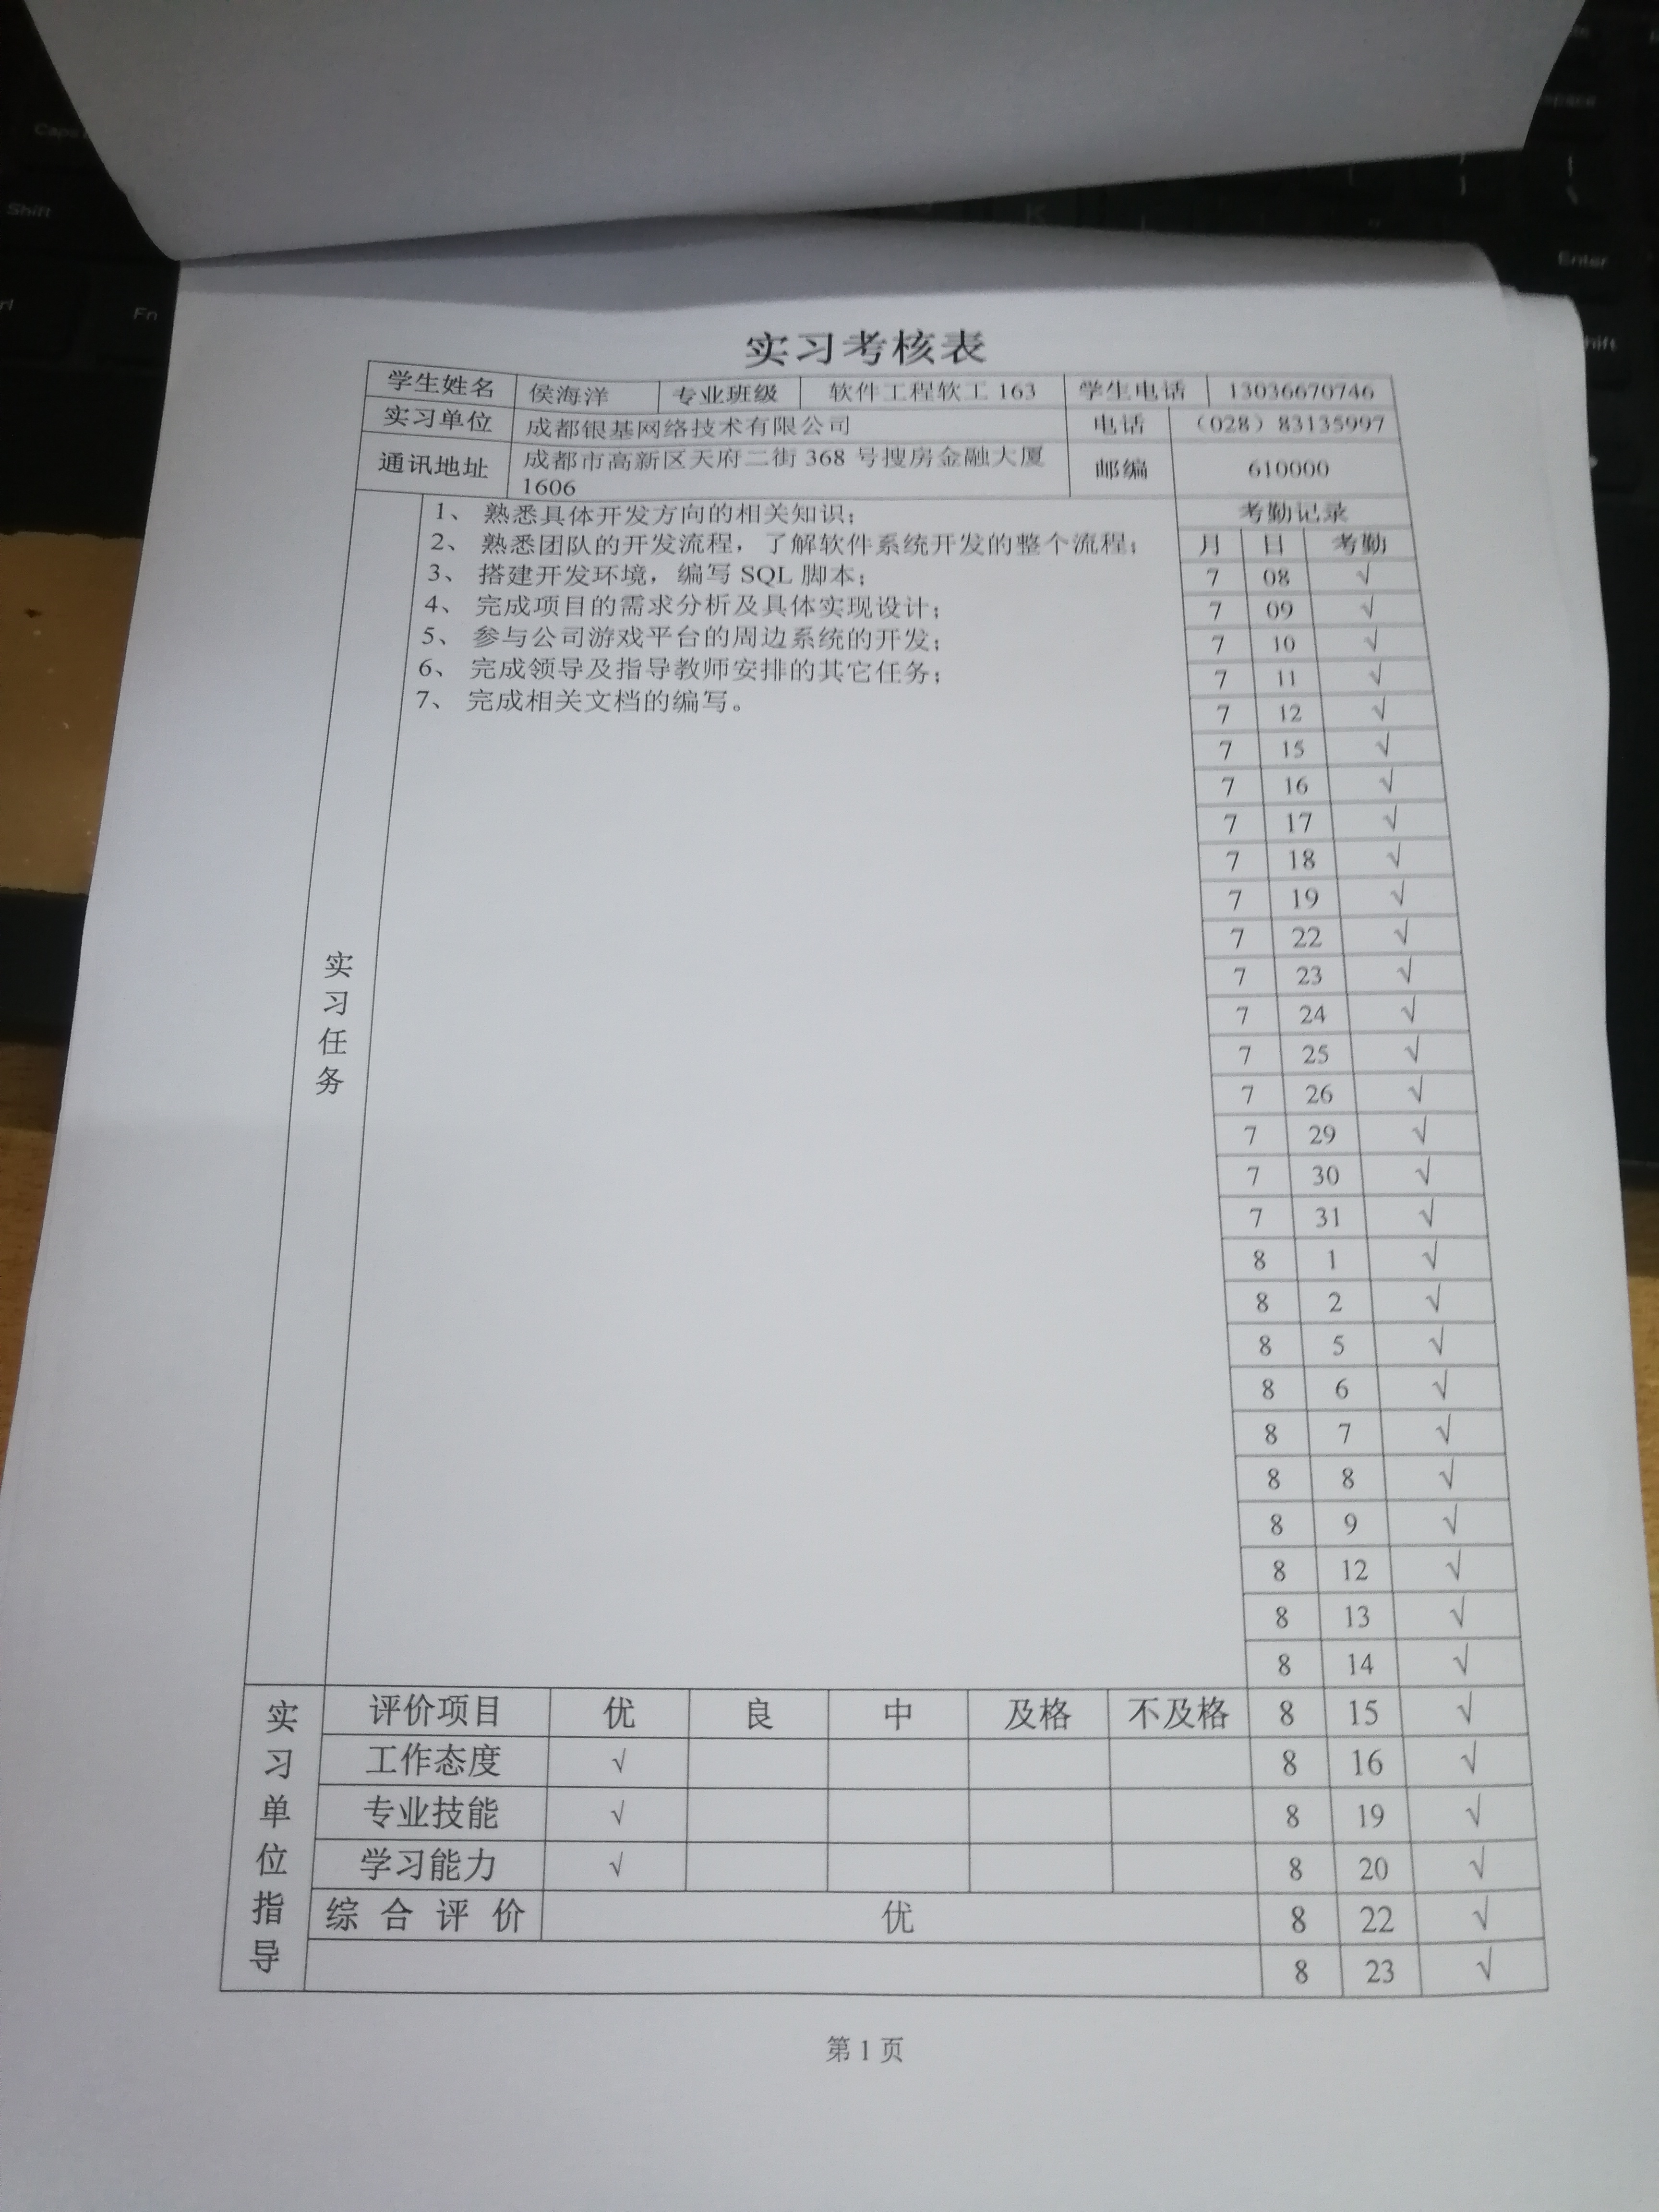 实习考核表
学生姓名 侯海洋 专业班级 软件工程软工 163 学生电话 13036670746
实习单位 成都银基网络技术有限公司 电话 （028）83135997
通讯地址 成都市高新区天府二街 368 号搜房金融大厦 邮编 610000
1606
考勤记录
月 日 考勤
1、 熟悉具体开发方向的相关知识；
2、 熟悉团队的开发流程，了解软件系统开发的整个流程；
3、 搭建开发环境，编写 SQL 脚本；
4、 完成项目的需求分析及具体实现设计；
5、 参与公司游戏平台的周边系统的开发；
6、 完成领导及指导教师安排的其它任务；
7、 完成相关文档的编写。
实习任务
7 08 √
7 09 √
7 10 √
7 11 √
7 12 √
7 15 √
7 16 √
7 17 √
7 18 √
7 19 √
7 22 √
7 23 √
7 24 √
7 25 √
7 26 √
7 29 √
7 30 √
7 31 √
8 1 √
8 2 √
8 5 √
8 6 √
8 7 √
8 8 √
8 9 √
8 12 √
8 13 √
8 14 √
实习单位指导
评价项目 优 良 中 及格 不及格 8 15 √
工作态度 √ 8 16 √
专业技能 √ 8 19 √
学习能力 √ 8 20 √
综合评价 优 8 22 √
8 23 √
第 1 页
Shift
Fn
Enter
K